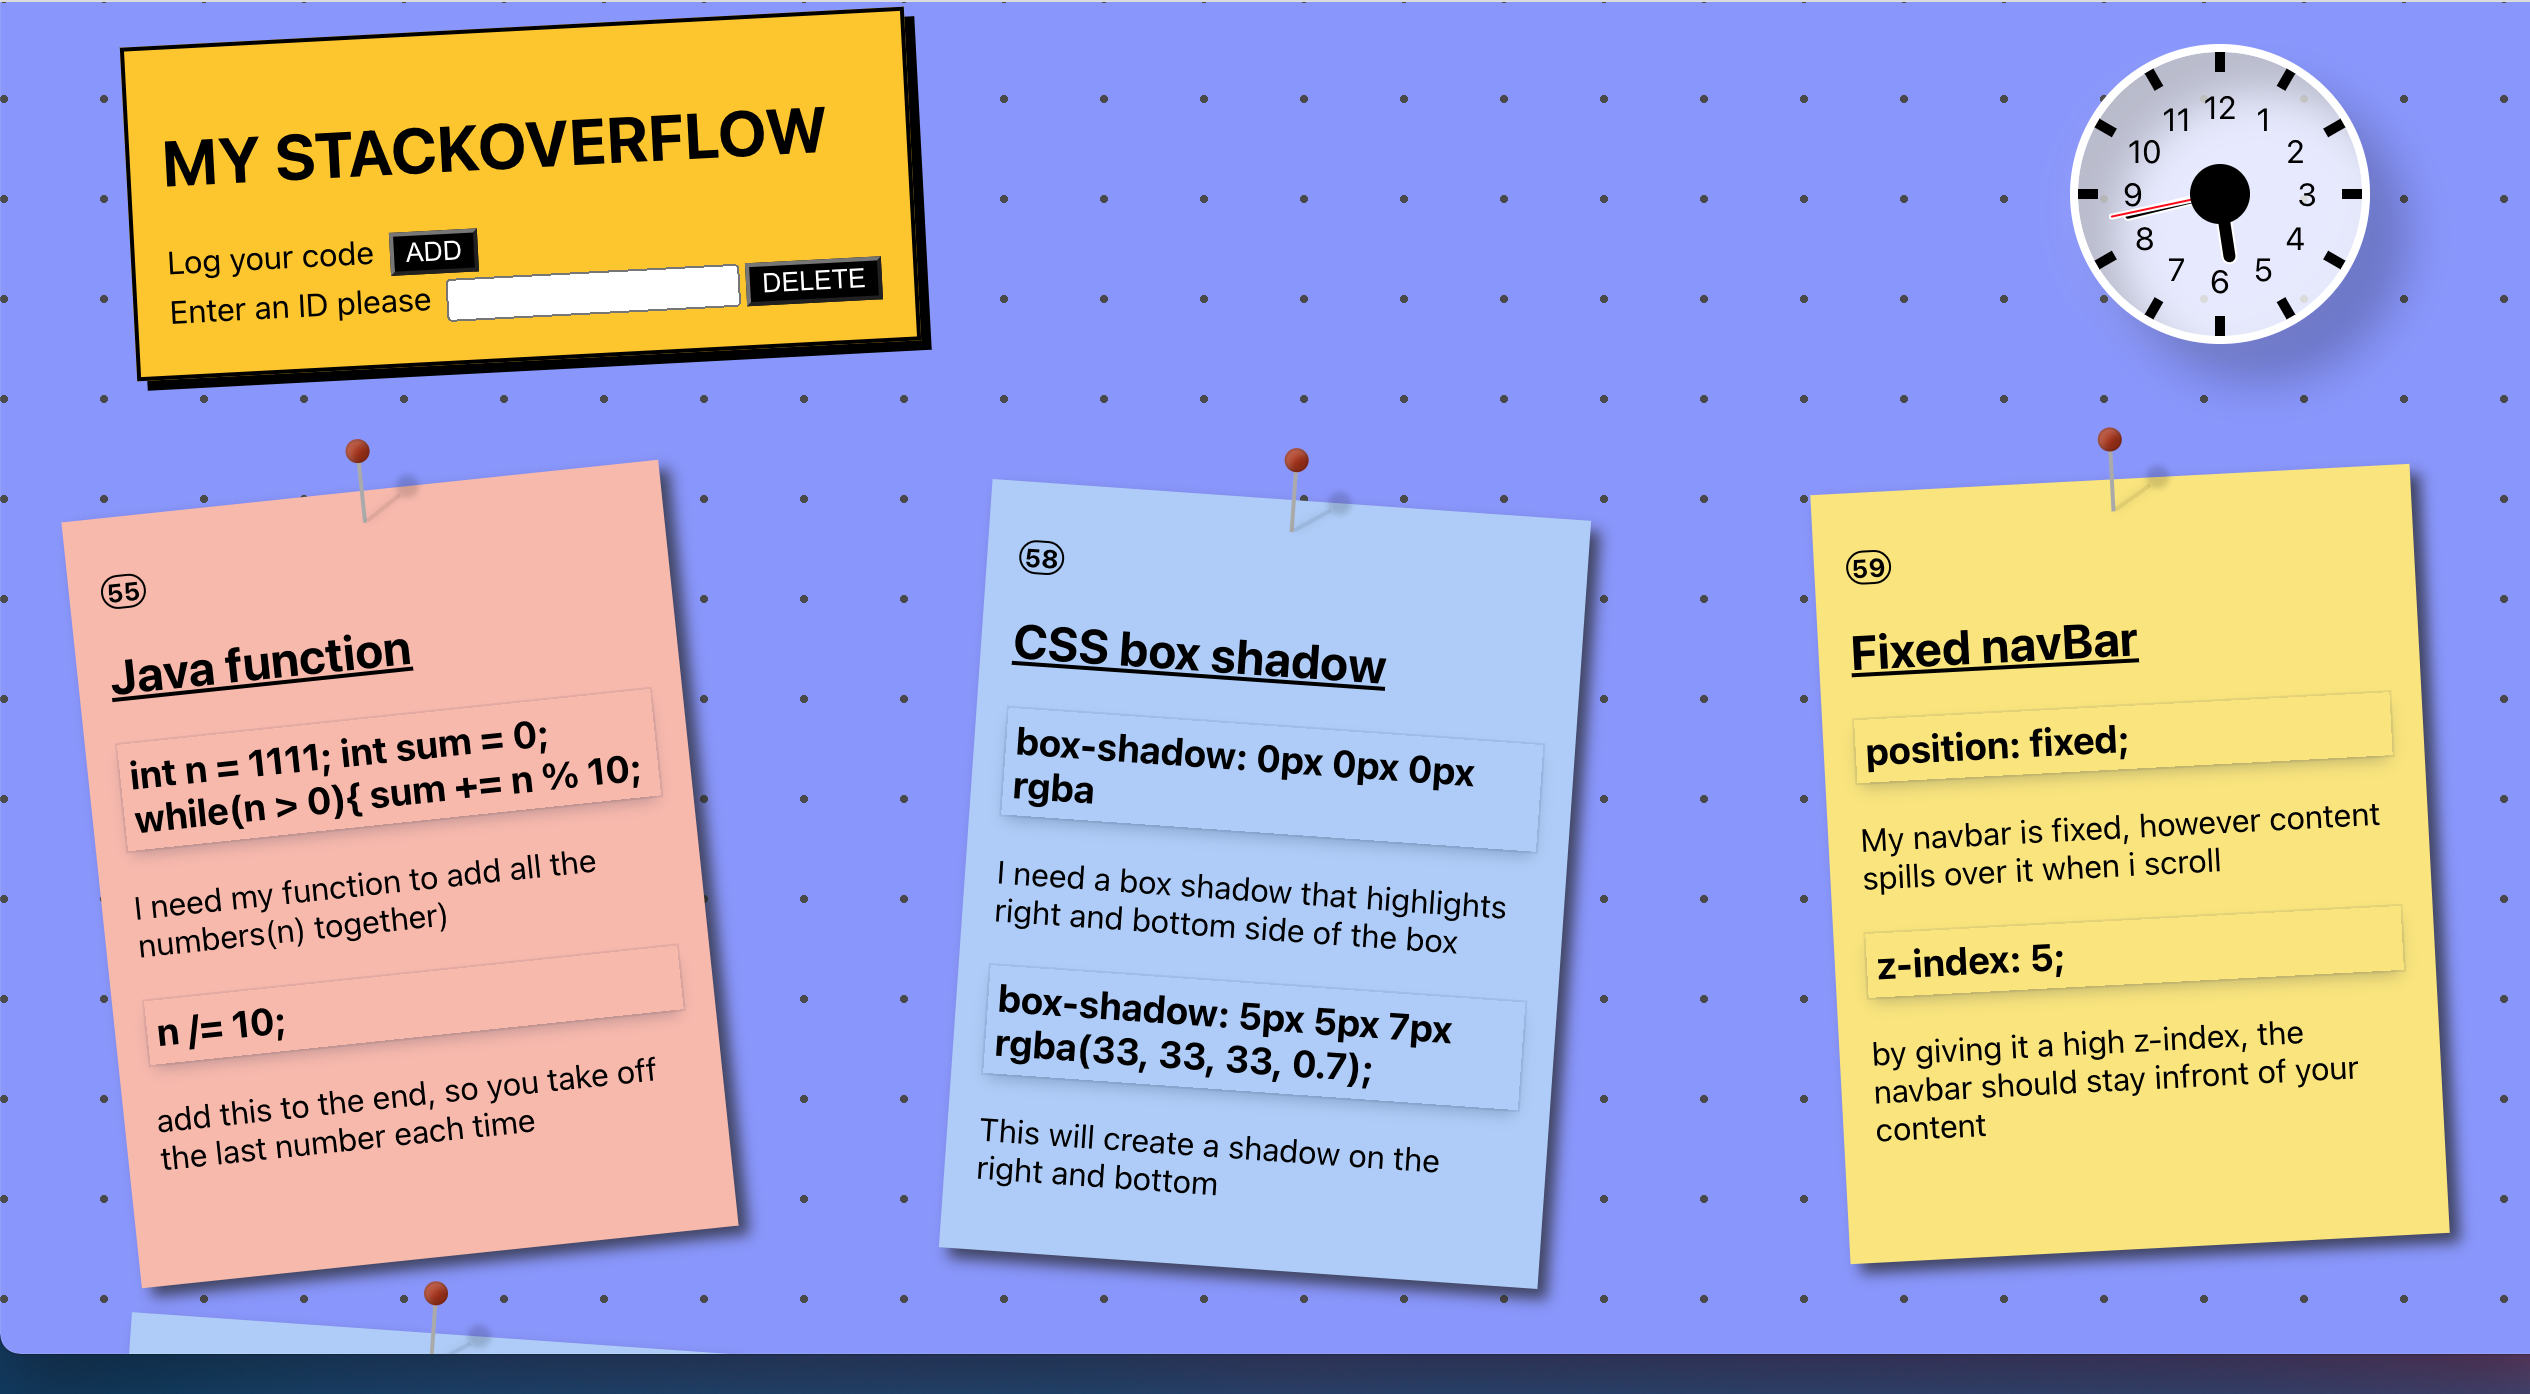 MY STACKOVERFLOW
Log your code ADD
Enter an ID please DELETE
12
1
2
3
4
5
6
7
8
9
10
11
55
Java function
int n = 1111; int sum = 0;
while(n > 0){ sum += n % 10;
I need my function to add all the
numbers(n) together)
n /= 10;
add this to the end, so you take off
the last number each time
58
CSS box shadow
box-shadow: 0px 0px 0px
rgba
I need a box shadow that highlights
right and bottom side of the box
box-shadow: 5px 5px 7px
rgba(33, 33, 33, 0.7);
This will create a shadow on the
right and bottom
59
Fixed navBar
position: fixed;
My navbar is fixed, however content
spills over it when i scroll
z-index: 5;
by giving it a high z-index, the
navbar should stay infront of your
content